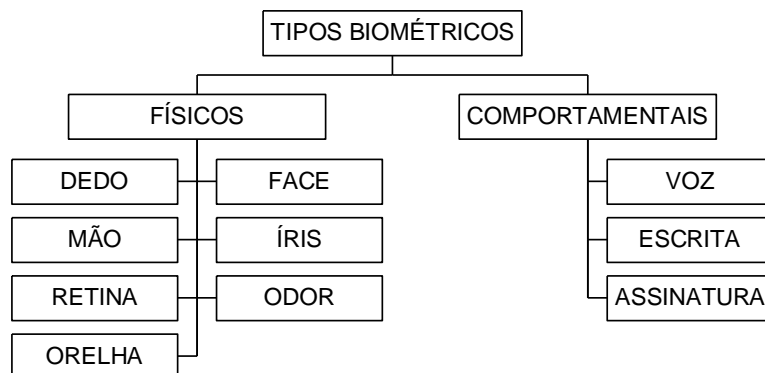 TIPOS BIOMÉTRICOS
FÍSICOS
COMPORTAMENTAIS
DEDO
FACE
VOZ
MÃO
ÍRIS
ESCRITA
RETINA
ODOR
ASSINATURA
ORELHA